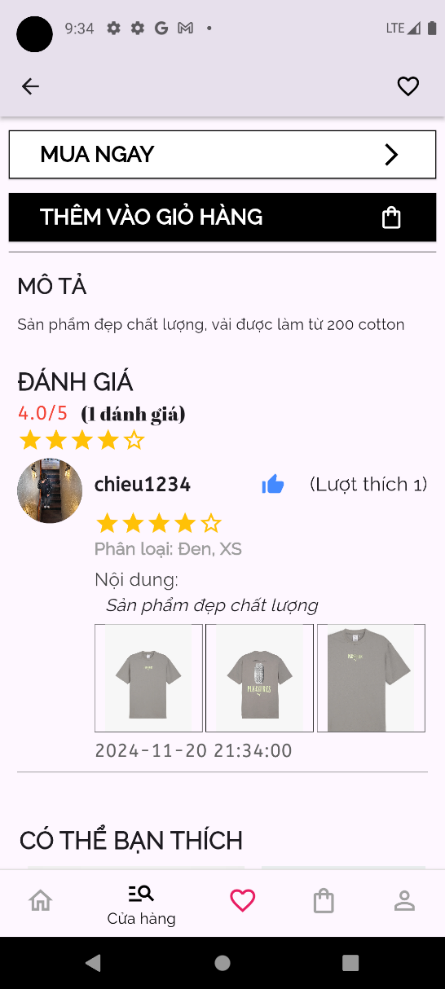 9:34 G M LTE
MUA NGAY
THÊM VÀO GIỎ HÀNG
MÔ TẢ
Sản phẩm đẹp chất lượng, vải được làm từ 200 cotton
ĐÁNH GIÁ
4.0/5 (1 đánh giá)
chieu1234 (Lượt thích 1)
Phân loại: Đen, XS
Nội dung:
Sản phẩm đẹp chất lượng
2024-11-20 21:34:00
CÓ THỂ BẠN THÍCH
Cửa hàng